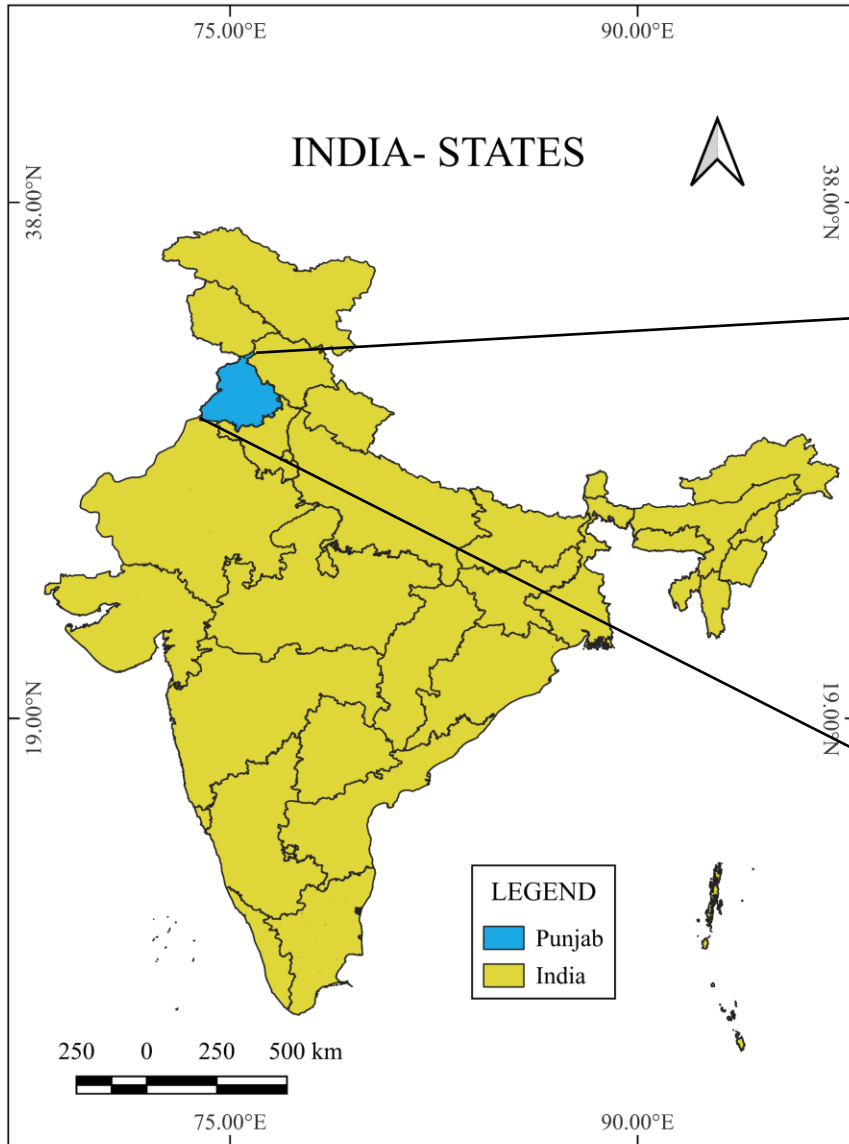 75.00°E 90.00°E
INDIA- STATES
38.00°N 38.00°N
19.00°N 19.00°N
LEGEND
Punjab
India
250 0 250 500 km
75.00°E 90.00°E